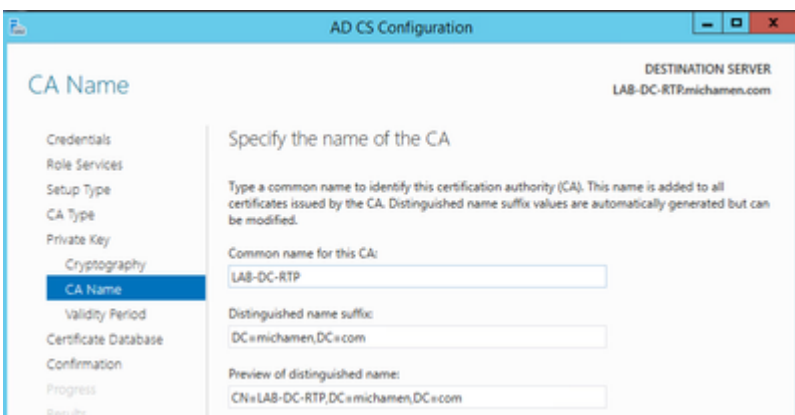 AD CS Configuration
CA Name
DESTINATION SERVER
LAB-DC-RTP.michamen.com
Credentials
Role Services
Setup Type
CA Type
Private Key
Cryptography
CA Name
Validity Period
Certificate Database
Confirmation
Progress
Results
Specify the name of the CA
Type a common name to identify this certification authority (CA). This name is added to all
certificates issued by the CA. Distinguished name suffix values are automatically generated but can
be modified.
Common name for this CA:
LAB-DC-RTP
Distinguished name suffix:
DC=michamen,DC=com
Preview of distinguished name:
CN=LAB-DC-RTP,DC=michamen,DC=com